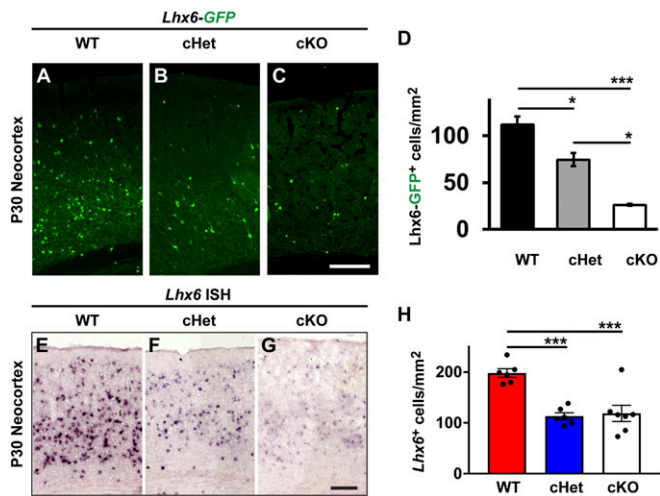 Lhx6-GFP
WT cHet cKO
A B C
P30 Neocortex
D
***
*
*
Lhx6-GFP+ cells/mm2
100
50
0
WT cHet cKO
Lhx6 ISH
WT cHet cKO
E F G
P30 Neocortex
H
***
***
Lhx6+ cells/mm2
200
100
0
WT cHet cKO